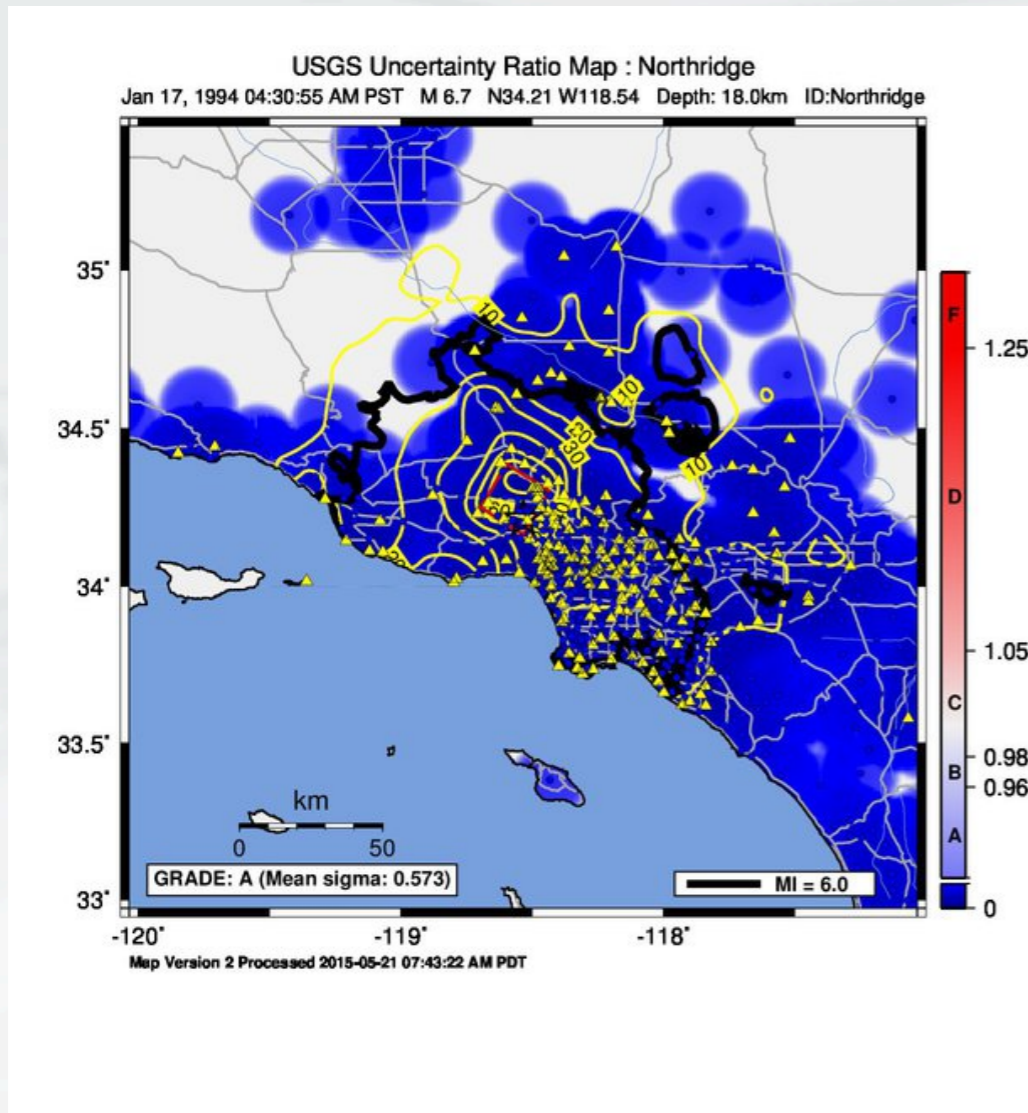 USGS Uncertainty Ratio Map : Northridge
Jan 17, 1994 04:30:55 AM PST M 6.7 N34.21 W118.54 Depth: 18.0km ID:Northridge
35°
34.5°
34°
33.5°
33°
10
10
20
30
10
km
0 50
GRADE: A (Mean sigma: 0.573)
MI = 6.0
-120° -119° -118°
F
1.25
D
1.05
C
0.98
B
0.96
A
0
Map Version 2 Processed 2015-05-21 07:43:22 AM PDT